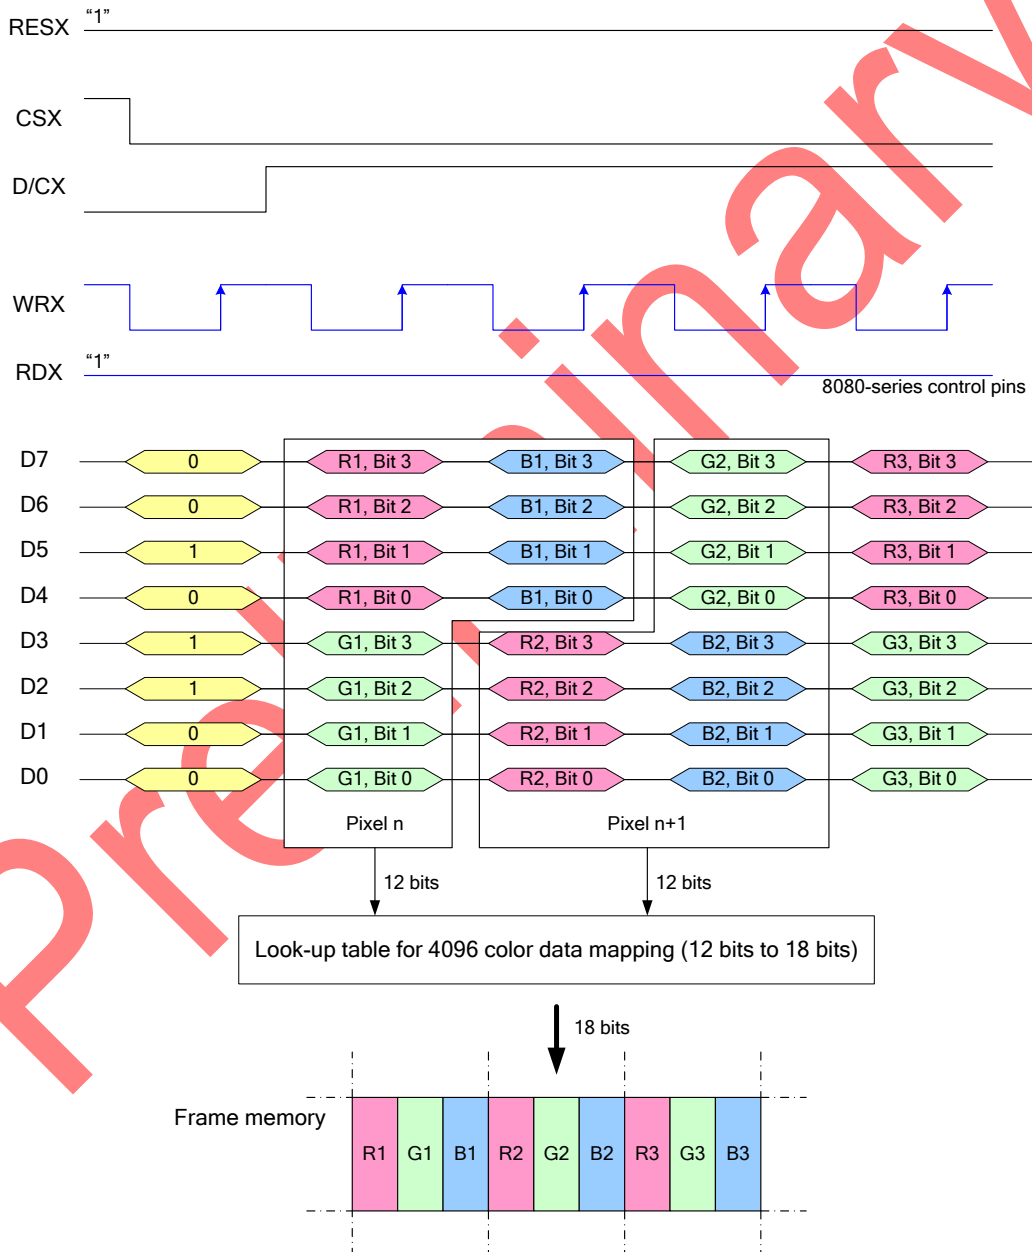 RESX “1”
CSX
D/CX
WRX
RDX “1”
8080-series control pins
D7 0 R1, Bit 3 B1, Bit 3 G2, Bit 3 R3, Bit 3
D6 0 R1, Bit 2 B1, Bit 2 G2, Bit 2 R3, Bit 2
D5 1 R1, Bit 1 B1, Bit 1 G2, Bit 1 R3, Bit 1
D4 0 R1, Bit 0 B1, Bit 0 G2, Bit 0 R3, Bit 0
D3 1 G1, Bit 3 R2, Bit 3 B2, Bit 3 G3, Bit 3
D2 1 G1, Bit 2 R2, Bit 2 B2, Bit 2 G3, Bit 2
D1 0 G1, Bit 1 R2, Bit 1 B2, Bit 1 G3, Bit 1
D0 0 G1, Bit 0 R2, Bit 0 B2, Bit 0 G3, Bit 0
Pixel n Pixel n+1
12 bits 12 bits
Look-up table for 4096 color data mapping (12 bits to 18 bits)
18 bits
Frame memory
R1 G1 B1 R2 G2 B2 R3 G3 B3
Preliminary